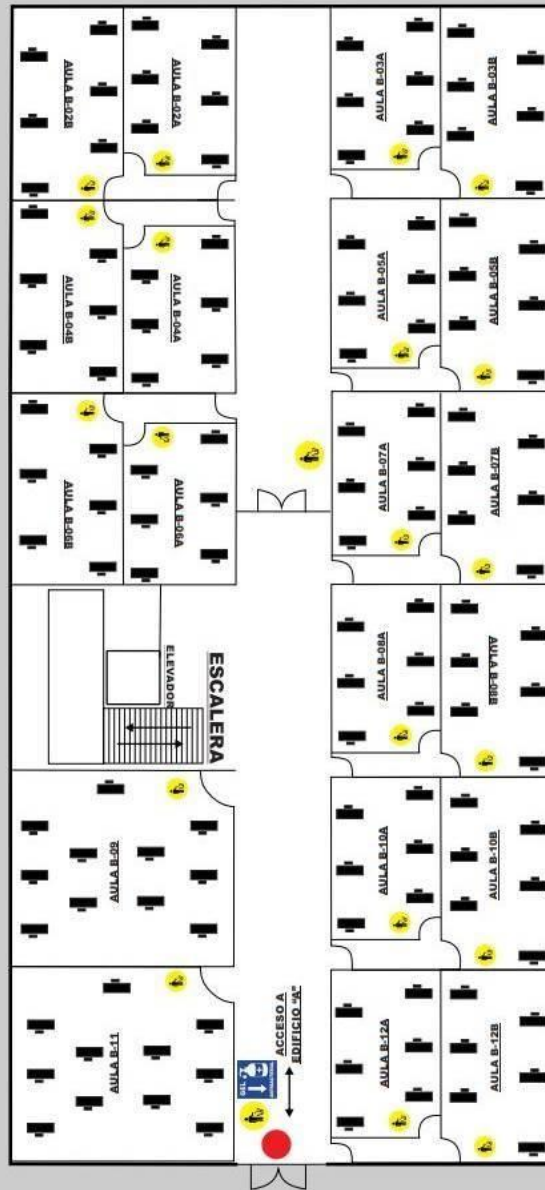 AULA B-02B
AULA B-02A
AULA B-03A
AULA B-03B
AULA B-04B
AULA B-04A
AULA B-05A
AULA B-05B
AULA B-06B
AULA B-06A
AULA B-07A
AULA B-07B
ESCALERA
ELEVADOR
AULA B-08A
AULA B-08B
AULA B-09
AULA B-10A
AULA B-10B
AULA B-11
ACCESO A
EDIFICIO "A"
GEL
AULA B-12A
AULA B-12B